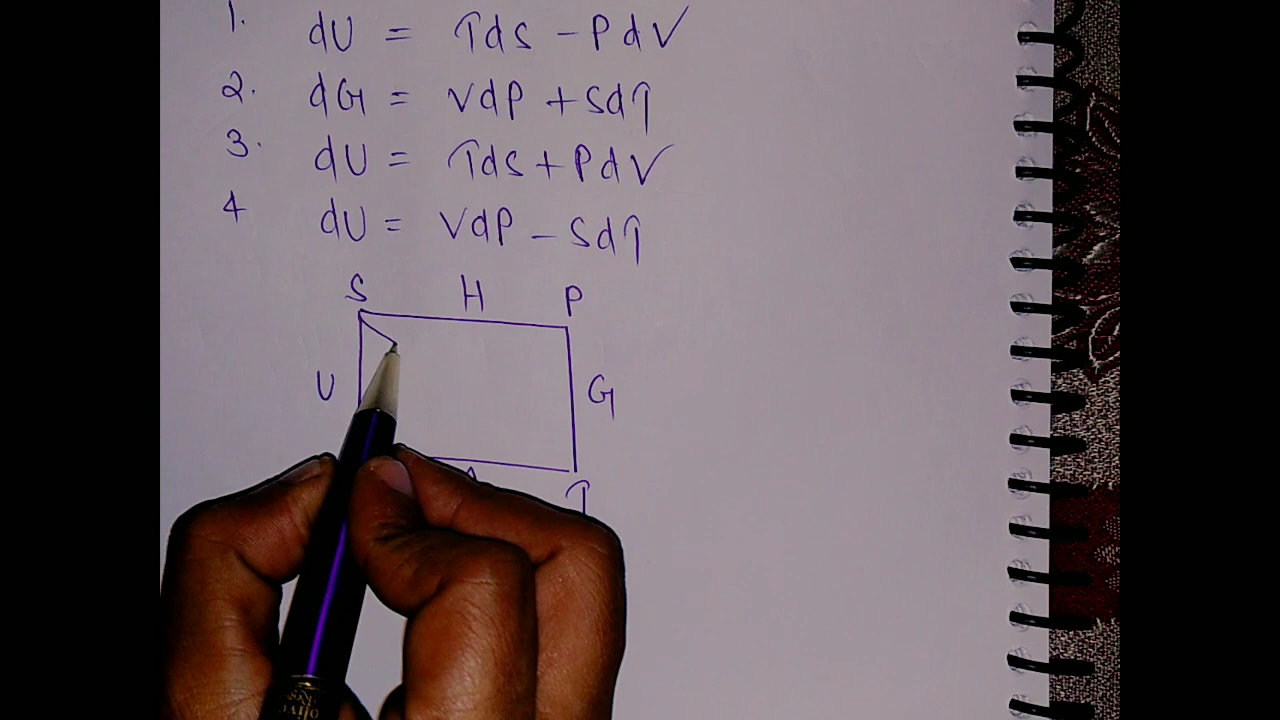 1. dU = Tds - PdV
2. dG = VdP + SdT
3. dU = Tds + PdV
4 dU = VdP - SdT
S H P
U G
A
T